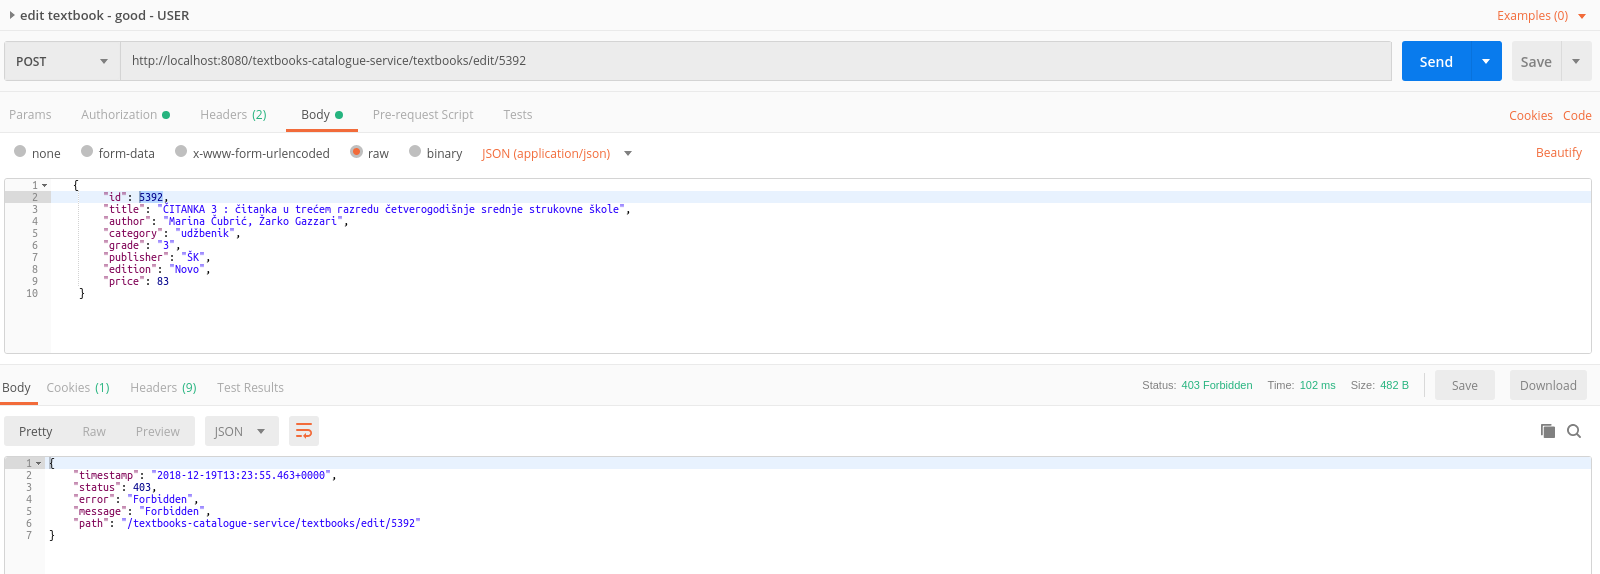 edit textbook - good - USER
Examples (0)
POST
http://localhost:8080/textbooks-catalogue-service/textbooks/edit/5392
Send
Save
Params Authorization Headers (2) Body Pre-request Script Tests
Cookies Code
none form-data x-www-form-urlencoded raw binary JSON (application/json)
Beautify
1 {
2 "id": 5392,
3 "title": "ČITANKA 3 : čitanka u trećem razredu četverogodišnje srednje strukovne škole",
4 "author": "Marina Čubrić, Žarko Gazzari",
5 "category": "udžbenik",
6 "grade": "3",
7 "publisher": "ŠK",
8 "edition": "Novo",
9 "price": 83
10 }
Body Cookies (1) Headers (9) Test Results
Status: 403 Forbidden Time: 102 ms Size: 482 B
Save
Download
Pretty Raw Preview JSON
1 {
2 "timestamp": "2018-12-19T13:23:55.463+0000",
3 "status": 403,
4 "error": "Forbidden",
5 "message": "Forbidden",
6 "path": "/textbooks-catalogue-service/textbooks/edit/5392"
7 }